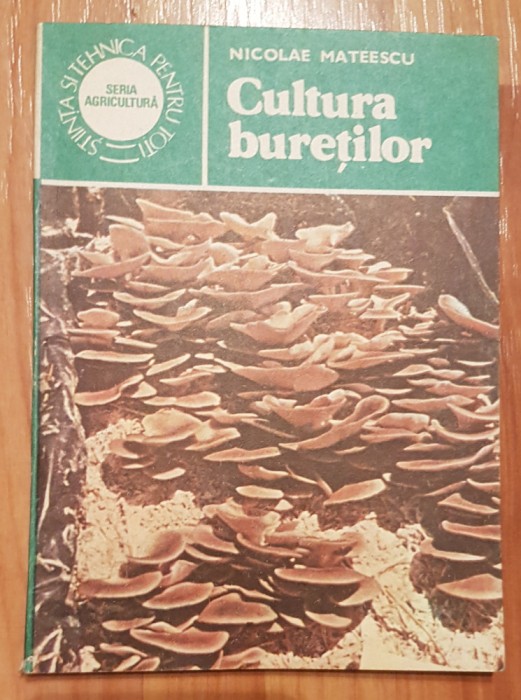 ȘTIINȚA ȘI TEHNICA PENTRU TOȚI
SERIA
AGRICULTURĂ
NICOLAE MATEESCU
Cultura
bureților